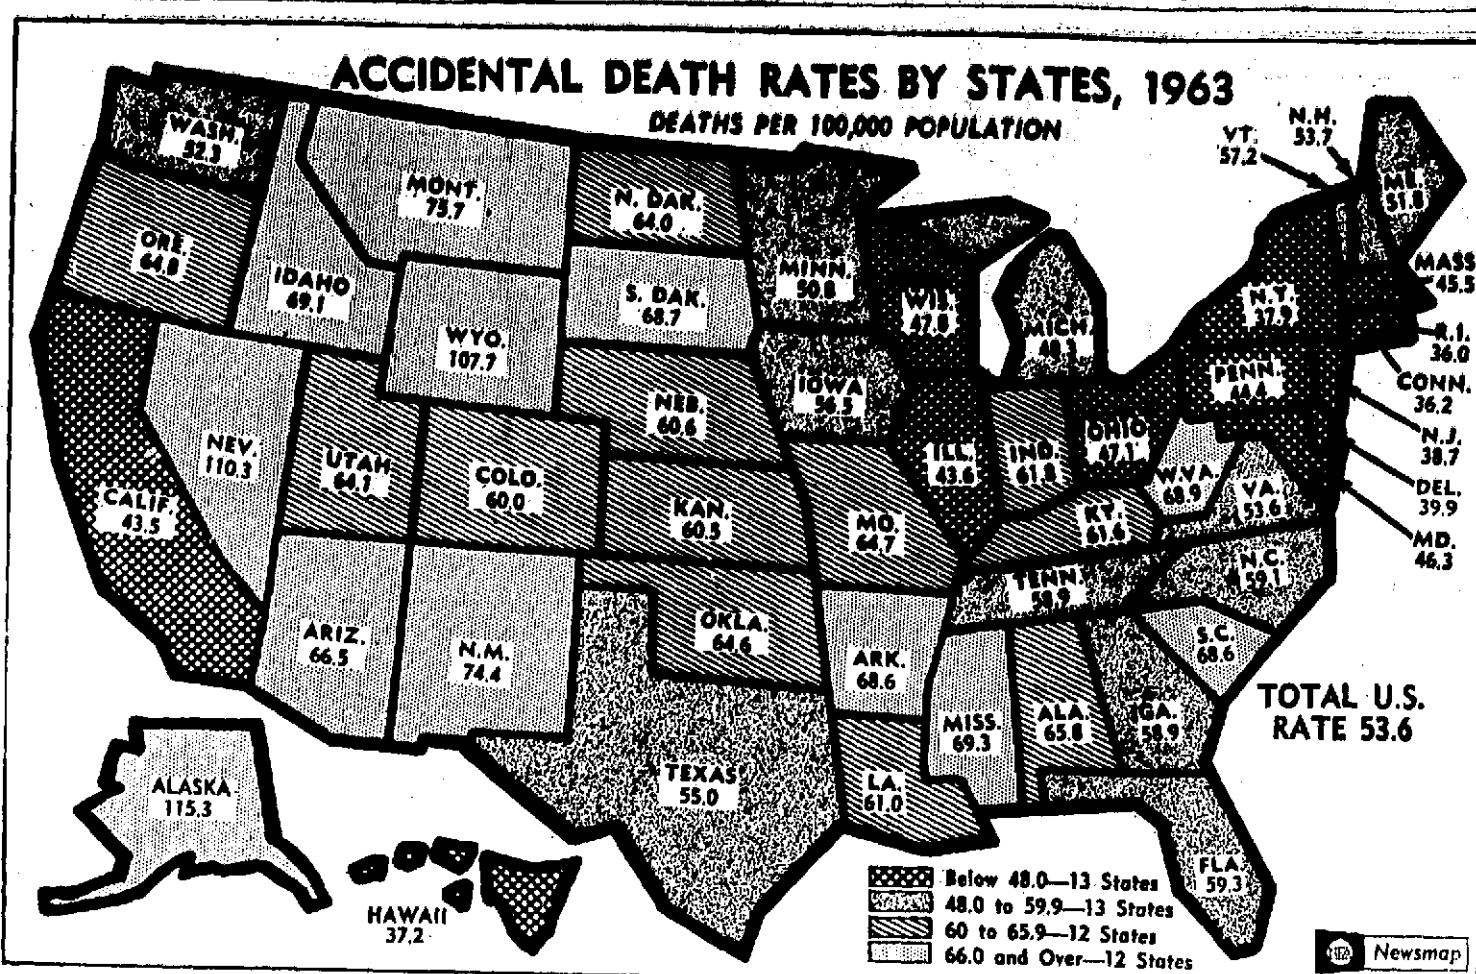 ACCIDENTAL DEATH RATES BY STATES, 1963
DEATHS PER 100,000 POPULATION
WASH.
52.3
ORE.
64.8
IDAHO
69.1
MONT.
75.7
WYO.
107.7
N. DAK.
64.0
S. DAK.
68.7
NEB.
60.6
KAN.
60.5
MINN.
50.8
IOWA
56.5
WIS.
47.8
MICH.
ILL.
43.6
IND.
61.8
OHIO
47.1
VT.
57.2
N.H.
53.7
ME.
51.8
MASS
45.5
R.I.
36.0
CONN.
36.2
N.Y.
37.9
PENN.
44.4
N.J.
38.7
DEL.
39.9
MD.
46.3
W.VA.
68.9
VA.
53.6
KY.
61.6
TENN.
58.9
N.C.
59.1
S.C.
68.6
GA.
58.9
FLA.
59.3
ALA.
65.8
MISS.
69.3
LA.
61.0
ARK.
68.6
MO.
64.7
OKLA.
64.6
TEXAS
55.0
N.M.
74.4
ARIZ.
66.5
COLO.
60.0
UTAH
64.1
NEV.
110.3
CALIF.
43.5
ALASKA
115.3
HAWAII
37.2
TOTAL U.S.
RATE 53.6
Below 48.0—13 States
48.0 to 59.9—13 States
60 to 65.9—12 States
66.0 and Over—12 States
Newsmap